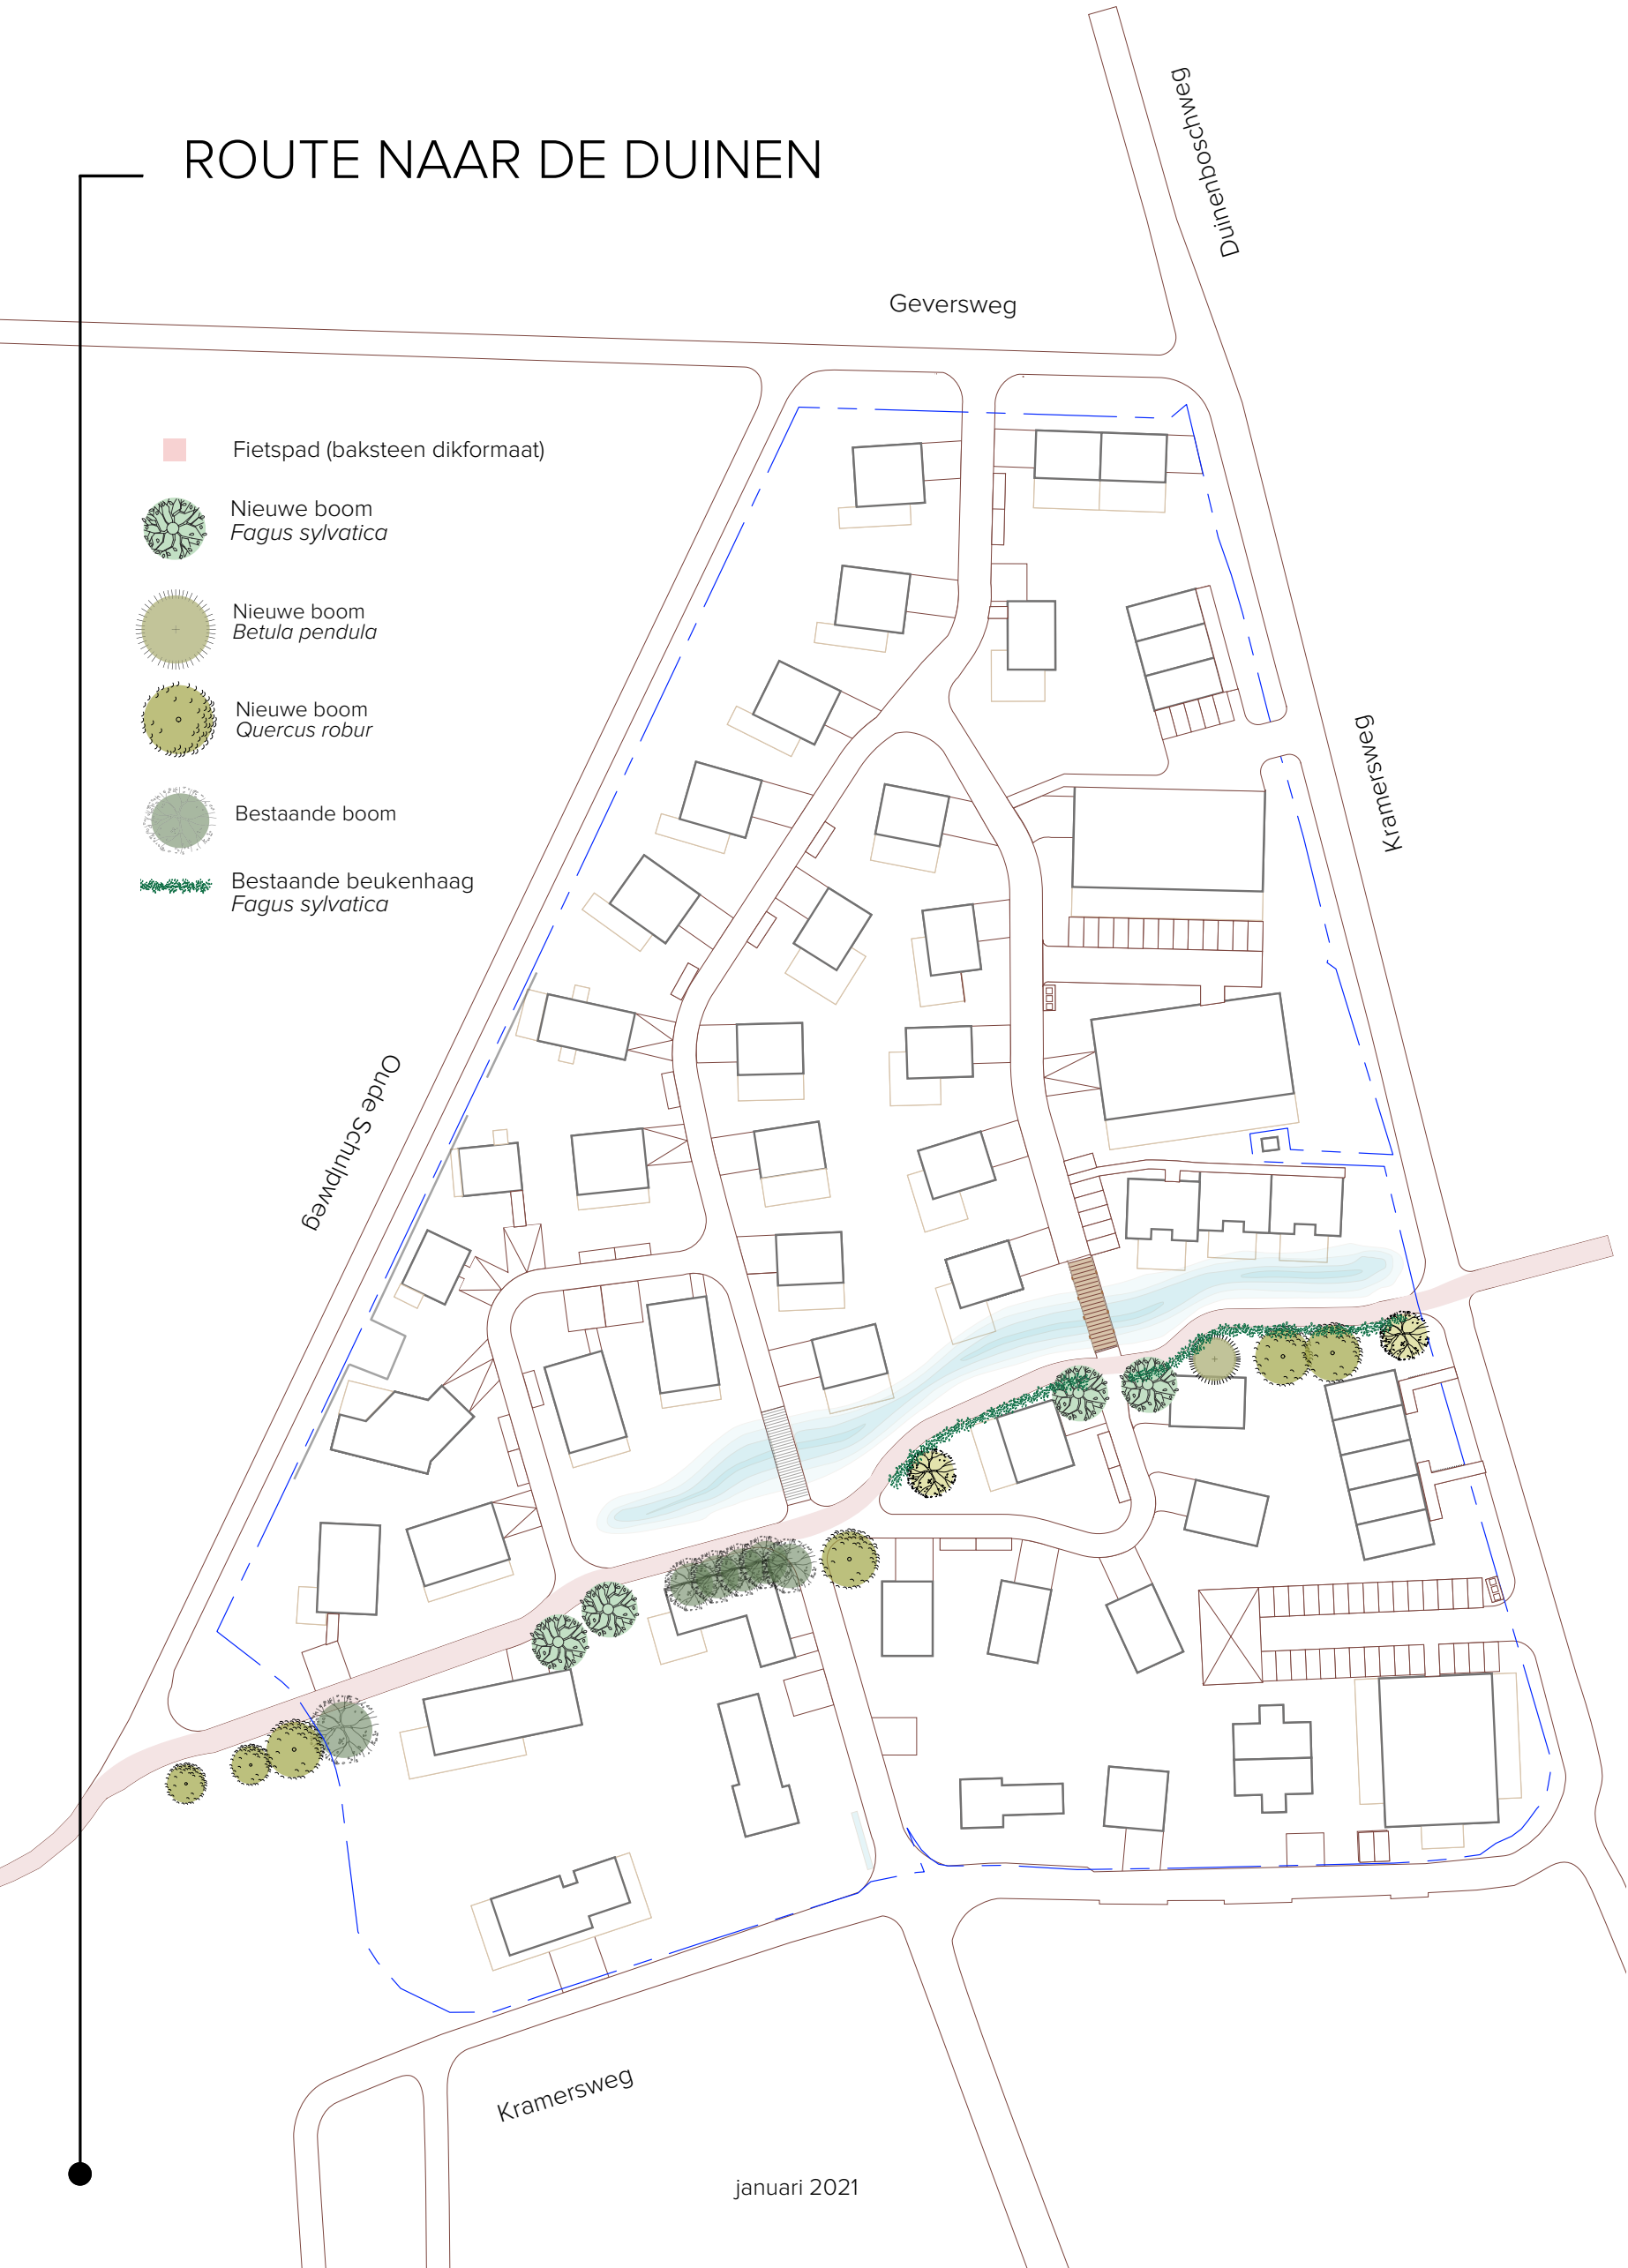 ROUTE NAAR DE DUINEN
Duinenboschweg
Geversweg
Fietspad (baksteen dikformaat)
Nieuwe boom
Fagus sylvatica
Nieuwe boom
Betula pendula
Nieuwe boom
Quercus robur
Bestaande boom
Bestaande beukenhaag
Fagus sylvatica
Kramersweg
Oude Schulpweg
Kramersweg
januari 2021